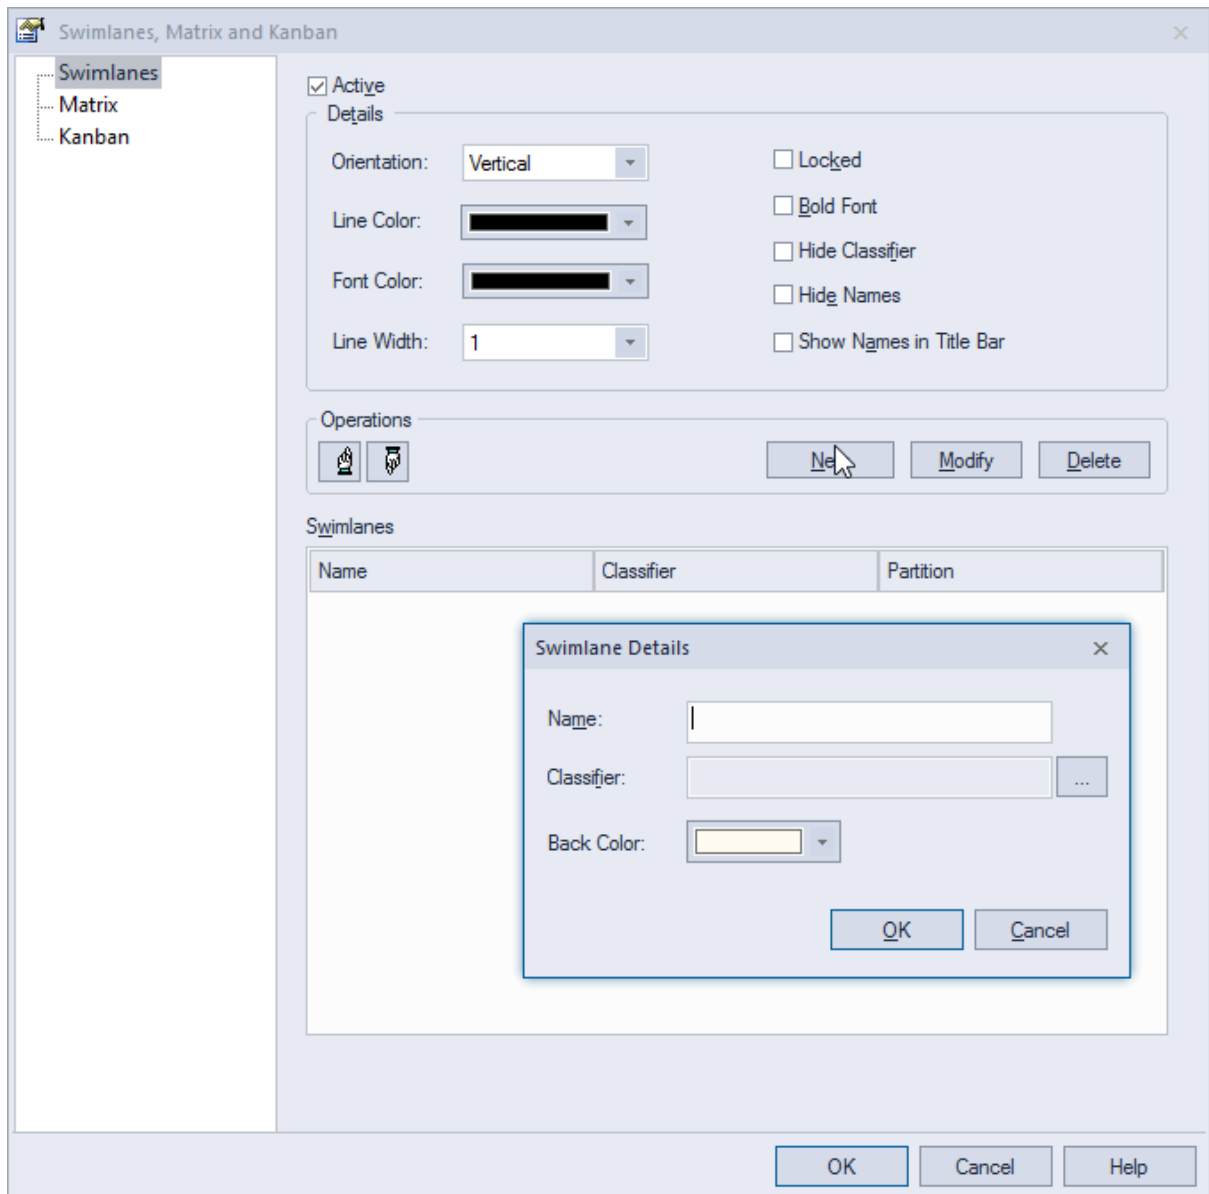 Swimlanes, Matrix and Kanban
Swimlanes
Matrix
Kanban
Active
Details
Orientation: Vertical
Locked
Line Color:
Bold Font
Font Color:
Hide Classifier
Hide Names
Line Width: 1
Show Names in Title Bar
Operations
Modify
Delete
Swimlanes
Name Classifier Partition
Swimlane Details
Name:
Classifier:
...
Back Color:
OK Cancel
OK Cancel Help